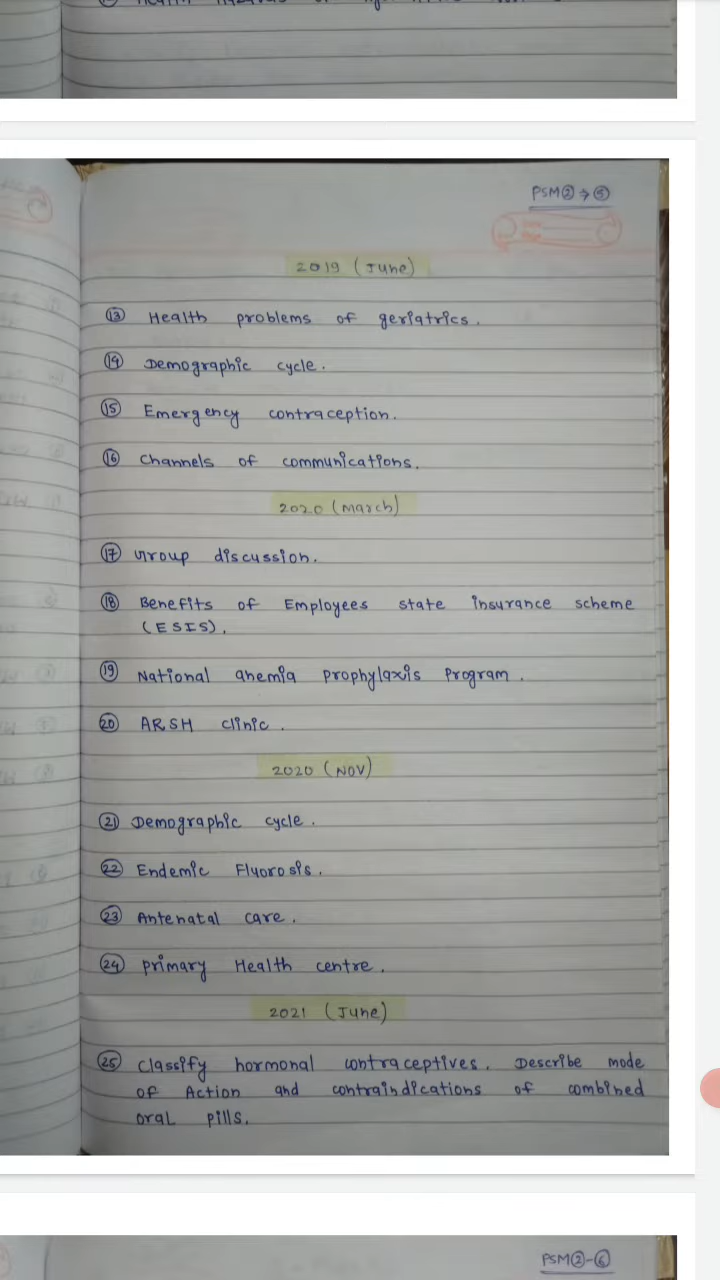 PSM② → ⑤
2019 (June)
⑬ Health problems of geriatrics.
⑭ Demographic cycle.
⑮ Emergency contraception.
⑯ Channels of communications.
2020 (March)
⑰ Group discussion.
⑱ Benefits of Employees state insurance scheme
(ESIS).
⑲ National anemia prophylaxis program.
⑳ ARSH clinic.
2020 (NOV)
㉑ Demographic cycle.
㉒ Endemic Fluorosis.
㉓ Antenatal care.
㉔ Primary Health centre.
2021 (June)
㉕ Classify hormonal contraceptives. Describe mode
of Action and contraindications of combined
oral pills.
PSM②-⑥